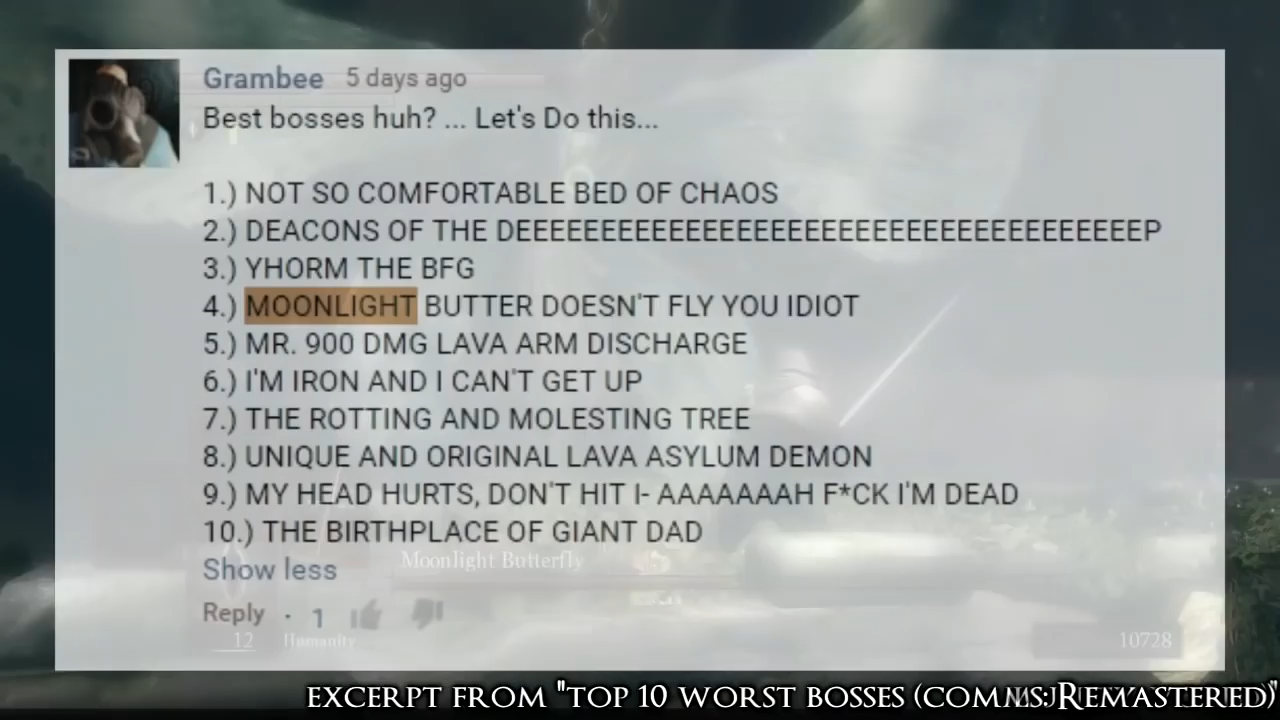 Grambee 5 days ago
Best bosses huh? ... Let's Do this...
1.) NOT SO COMFORTABLE BED OF CHAOS
2.) DEACONS OF THE DEEEEEEEEEEEEEEEEEEEEEEEEEEEEEEEEEEEEEP
3.) YHORM THE BFG
4.) MOONLIGHT BUTTER DOESN'T FLY YOU IDIOT
5.) MR. 900 DMG LAVA ARM DISCHARGE
6.) I'M IRON AND I CAN'T GET UP
7.) THE ROTTING AND MOLESTING TREE
8.) UNIQUE AND ORIGINAL LAVA ASYLUM DEMON
9.) MY HEAD HURTS, DON'T HIT I- AAAAAAAH F*CK I'M DEAD
10.) THE BIRTHPLACE OF GIANT DAD
Moonlight Butterfly
Show less
Reply · 1
12 Humanity 10728
EXCERPT FROM "TOP 10 WORST BOSSES (COMMS: REMASTERED)"